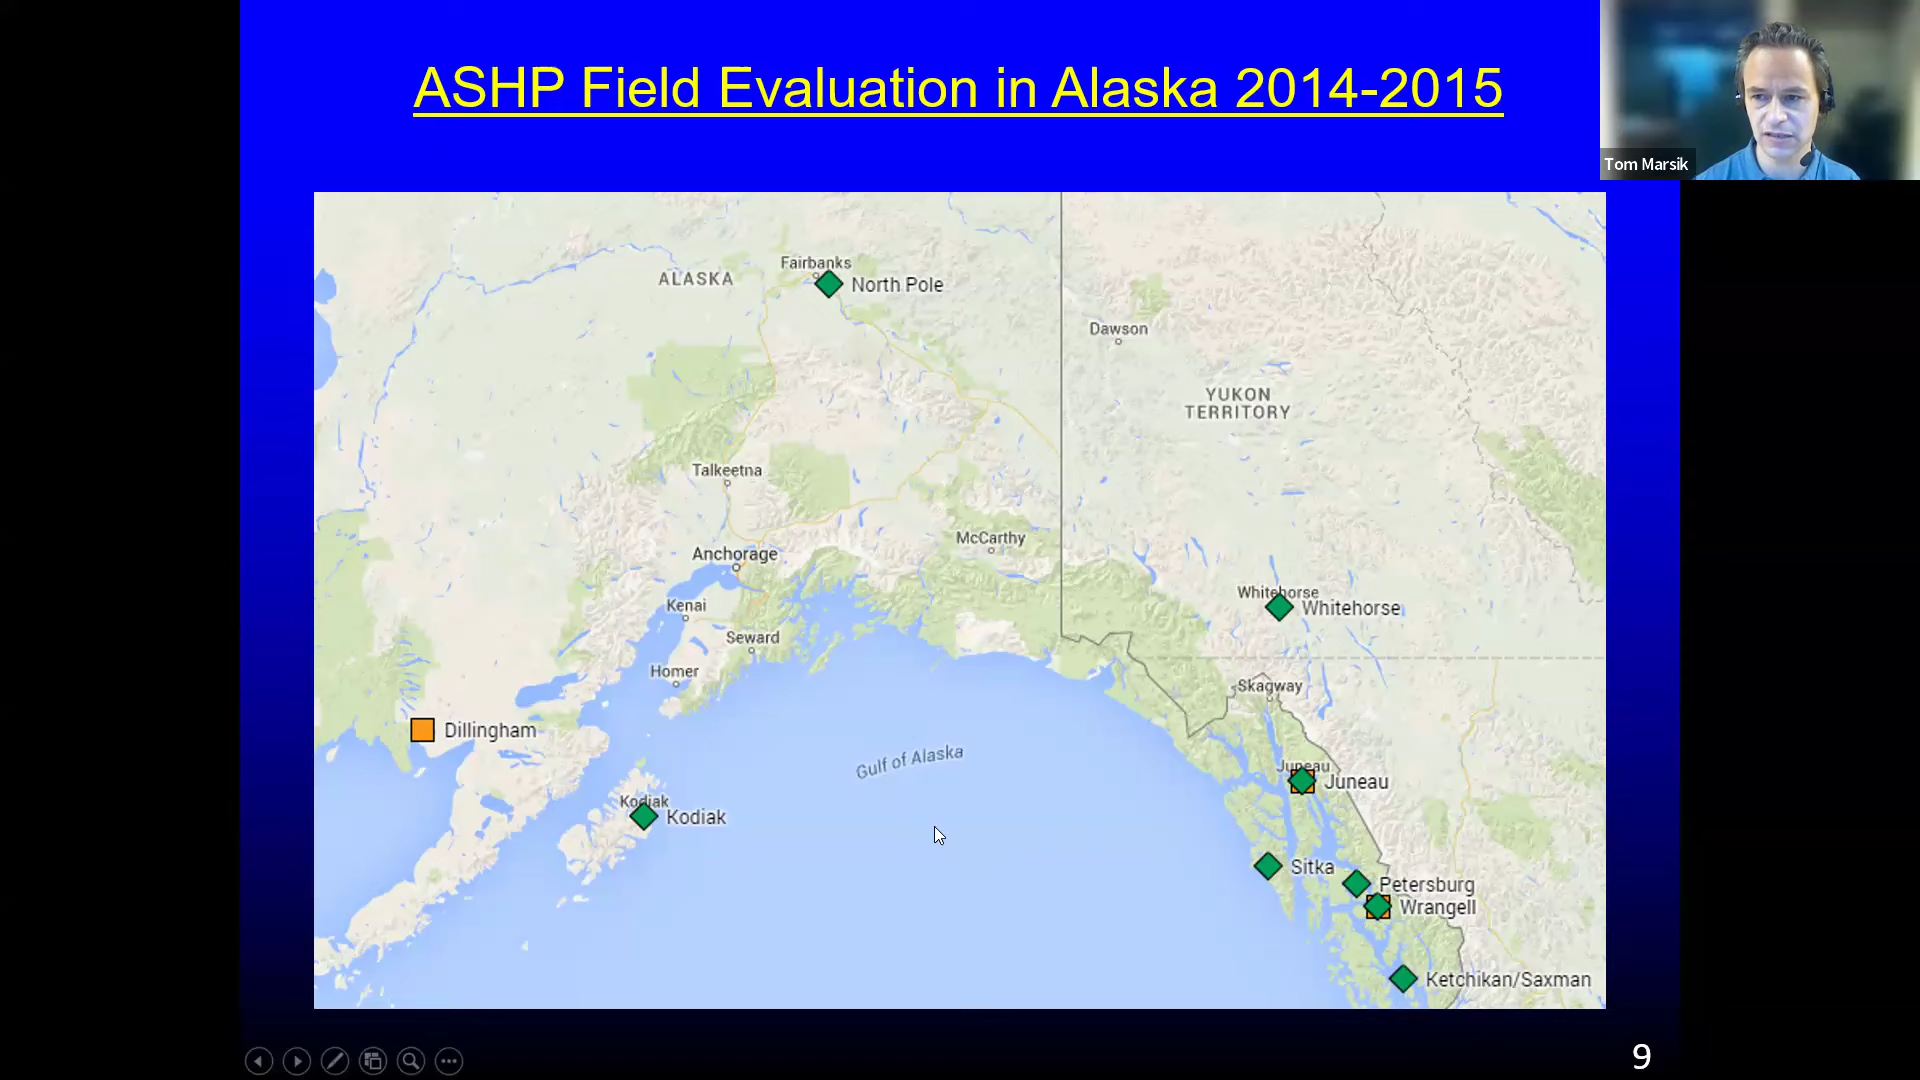 ASHP Field Evaluation in Alaska 2014-2015
Tom Marsik
Fairbanks
ALASKA
North Pole
Dawson
YUKON
TERRITORY
Talkeetna
McCarthy
Anchorage
Whitehorse
Kenai
Whitehorse
Seward
Homer
Skagway
Dillingham
Gulf of Alaska
Juneau
Juneau
Kodiak
Kodiak
Sitka
Petersburg
Wrangell
Ketchikan/Saxman
9